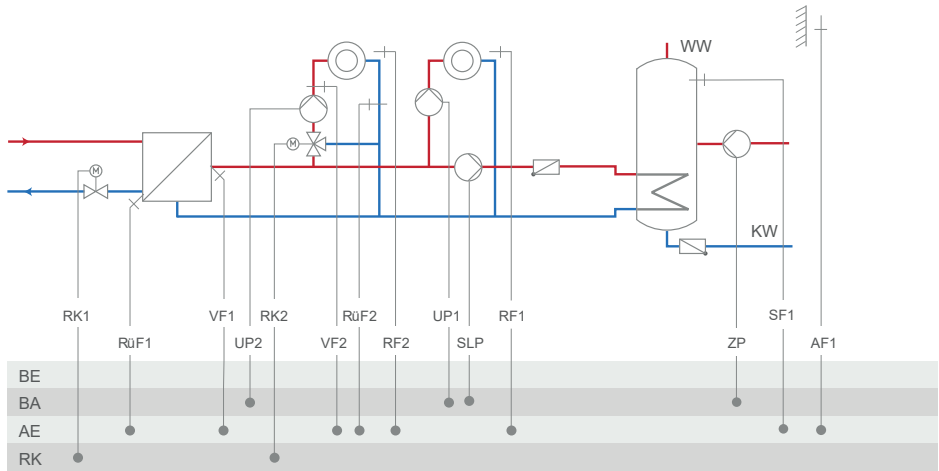 WW
M
M
KW
RK1 VF1 RK2 RüF2 UP1 RF1 SF1
RüF1 UP2 VF2 RF2 SLP ZP AF1
BE
BA
AE
RK